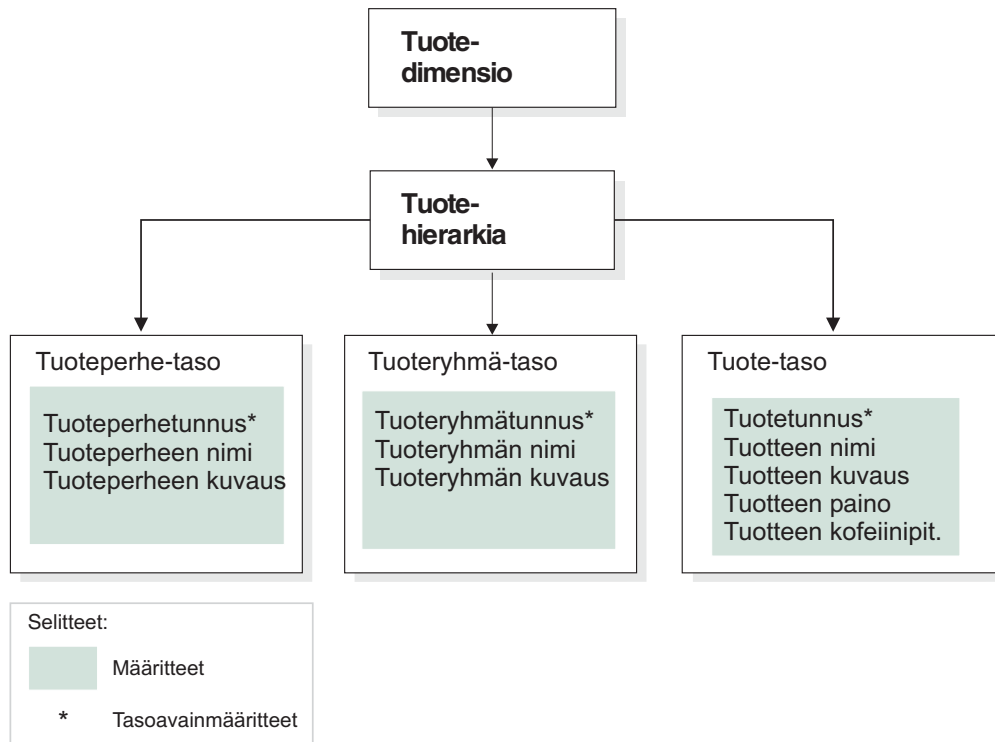 Tuote-
dimensio
Tuote-
hierarkia
Tuoteperhe-taso
Tuoteperhetunnus*
Tuoteperheen nimi
Tuoteperheen kuvaus
Tuoteryhmä-taso
Tuoteryhmätunnus*
Tuoteryhmän nimi
Tuoteryhmän kuvaus
Tuote-taso
Tuotetunnus*
Tuotteen nimi
Tuotteen kuvaus
Tuotteen paino
Tuotteen kofeiinipit.
Selitteet:
Määritteet
* Tasoavainmääritteet